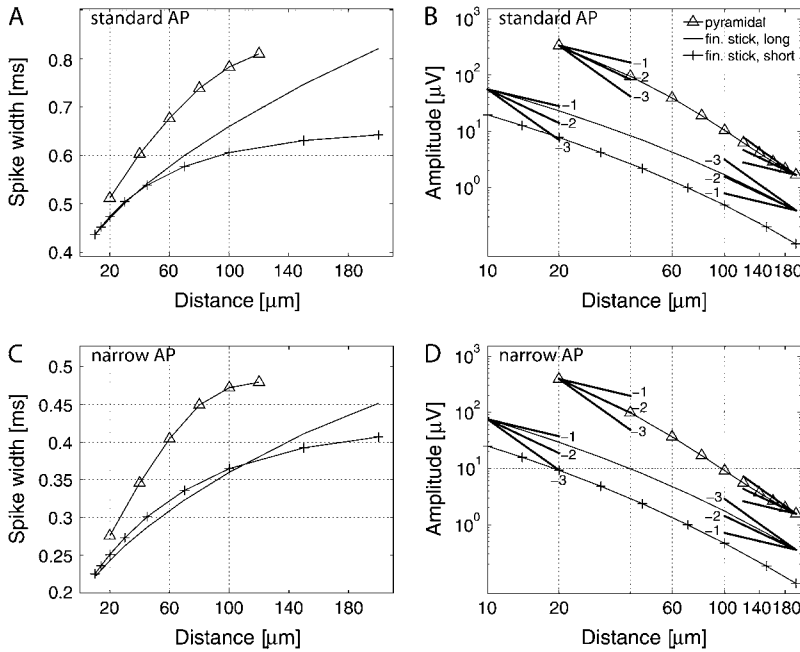 A standard AP
Spike width [ms]
0.8
0.7
0.6
0.5
0.4
20 60 100 140 180
Distance [µm]
B standard AP
Amplitude [µV]
10³
10²
10¹
10⁰
pyramidal
fin. stick, long
fin. stick, short
−1
−2
−3
−1
−2
−3
−3
−2
−1
10 20 60 100 140 180
Distance [µm]
C narrow AP
Spike width [ms]
0.5
0.45
0.4
0.35
0.3
0.25
0.2
20 60 100 140 180
Distance [µm]
D narrow AP
Amplitude [µV]
10³
10²
10¹
10⁰
−1
−2
−3
−1
−2
−3
−3
−2
−1
10 20 60 100 140 180
Distance [µm]